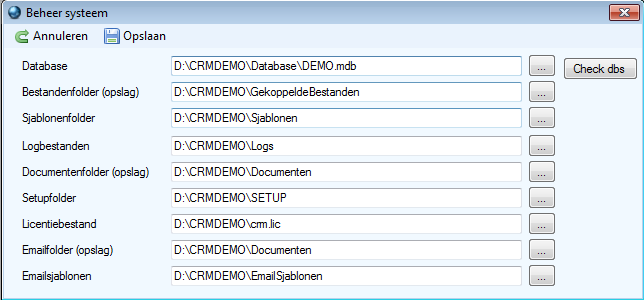 Beheer systeem
Annuleren Opslaan
Database D:\CRMDEMO\Database\DEMO.mdb ... Check dbs
Bestandenfolder (opslag) D:\CRMDEMO\GekoppeldeBestanden ...
Sjablonenfolder D:\CRMDEMO\Sjablonen ...
Logbestanden D:\CRMDEMO\Logs ...
Documentenfolder (opslag) D:\CRMDEMO\Documenten ...
Setupfolder D:\CRMDEMO\SETUP ...
Licentiebestand D:\CRMDEMO\crm.lic ...
Emailfolder (opslag) D:\CRMDEMO\Documenten ...
Emailsjablonen D:\CRMDEMO\EmailSjablonen ...